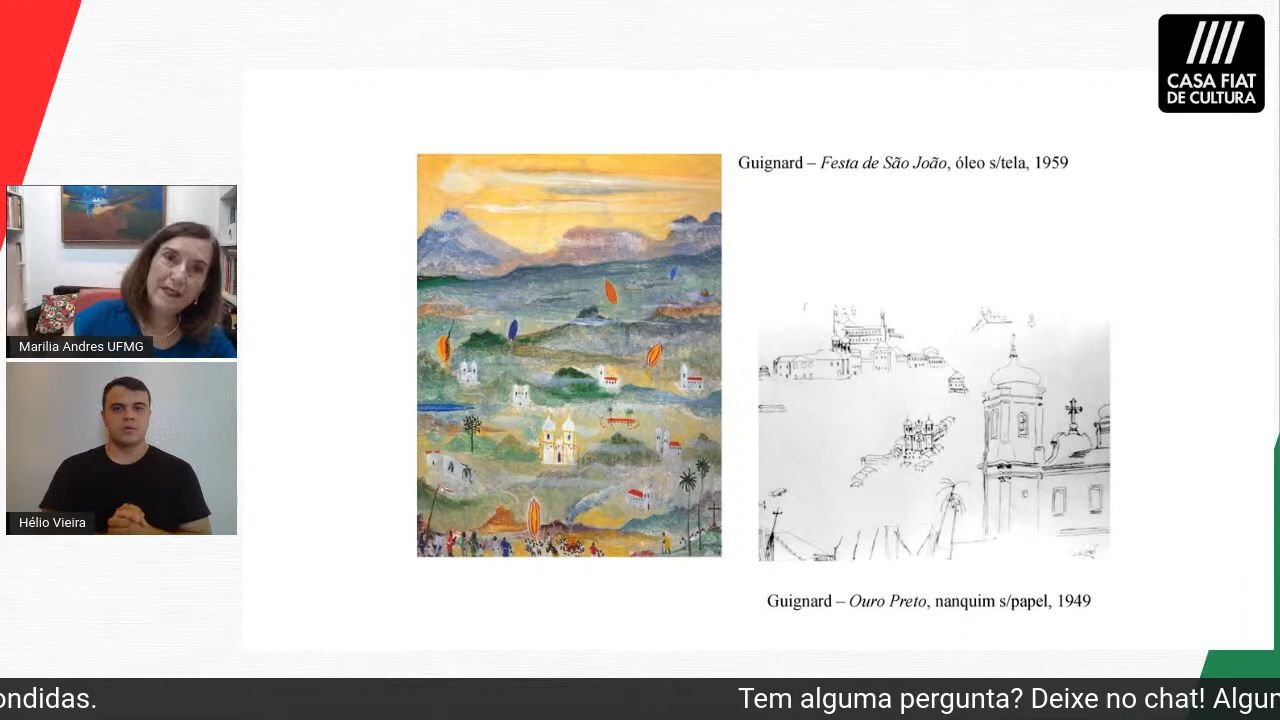 CASA FIAT
DE CULTURA
Guignard – Festa de São João, óleo s/tela, 1959
Marilia Andres UFMG
Hélio Vieira
Guignard – Ouro Preto, nanquim s/papel, 1949
ondidas.
Tem alguma pergunta? Deixe no chat! Algun